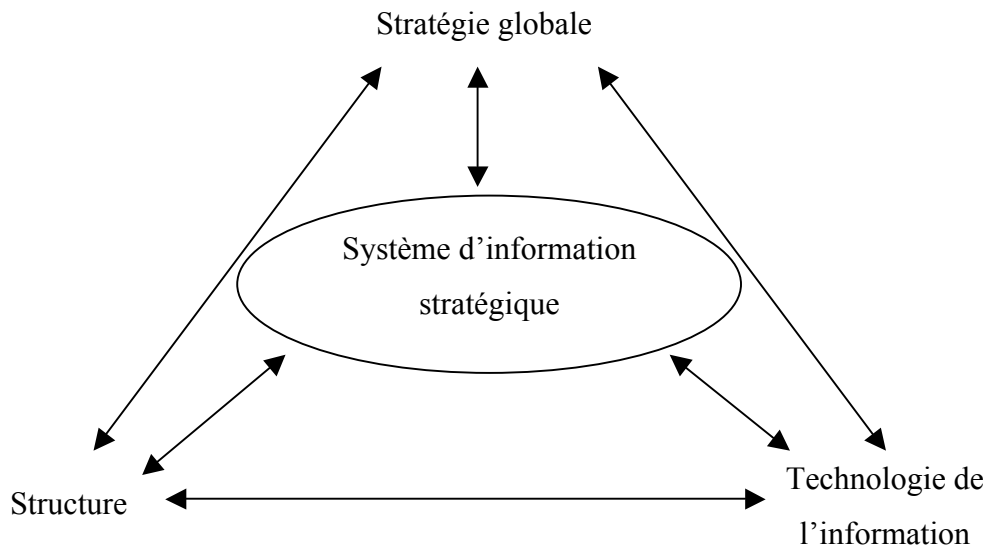 Stratégie globale
Système d’information
stratégique
Structure
Technologie de
l’information